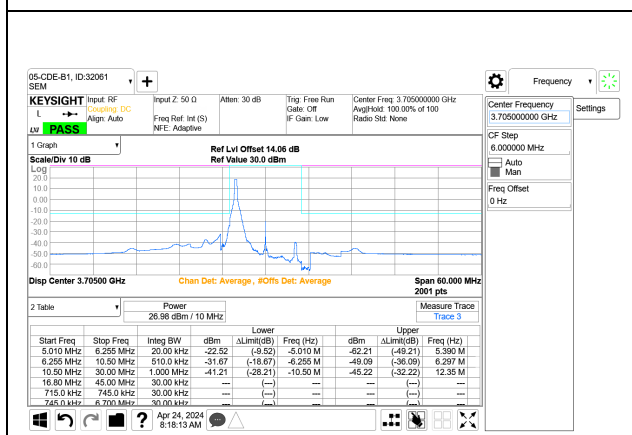 05-CDE-B1, ID:32061
SEM
Frequency
KEYSIGHT
L
PASS
Input: RF
Coupling: DC
Align: Auto
Input Z: 50 Ω
Freq Ref: Int (S)
NFE: Adaptive
Atten: 30 dB
Trig: Free Run
Gate: Off
IF Gain: Low
Center Freq: 3.705000000 GHz
Avg|Hold: 100.00% of 100
Radio Std: None
Center Frequency
3.705000000 GHz
Settings
CF Step
6.000000 MHz
Auto
Man
Freq Offset
0 Hz
1 Graph
Ref Lvl Offset 14.06 dB
Scale/Div 10 dB
Ref Value 30.0 dBm
Log
20.0
10.0
0.00
-10.0
-20.0
-30.0
-40.0
-50.0
-60.0
Disp Center 3.70500 GHz
Chan Det: Average, #Offs Det: Average
Span 60.000 MHz
2001 pts
2 Table
Power
26.98 dBm / 10 MHz
Measure Trace
Trace 3
Lower Upper
Start Freq Stop Freq Integ BW dBm ΔLimit(dB) Freq (Hz) dBm ΔLimit(dB) Freq (Hz)
5.010 MHz 6.255 MHz 20.00 kHz -22.52 (-9.52) -5.010 M -62.21 (-49.21) 5.390 M
6.255 MHz 10.50 MHz 510.0 kHz -31.67 (-18.67) -6.255 M -49.09 (-36.09) 6.297 M
10.50 MHz 30.00 MHz 1.000 MHz -41.21 (-28.21) -10.50 M -45.22 (-32.22) 12.35 M
16.80 MHz 45.00 MHz 30.00 kHz --- (---) --- (---)
715.0 kHz 745.0 kHz 30.00 kHz --- (---) --- (---)
745.0 kHz 6.700 MHz 30.00 kHz --- (---) --- (---)
?
Apr 24, 2024
8:18:13 AM